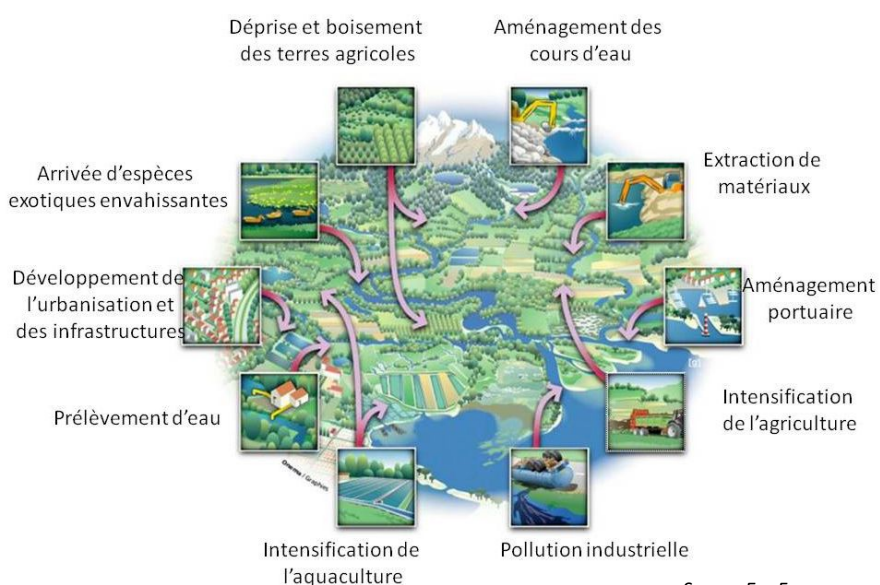 Déprise et boisement
des terres agricoles
Aménagement des
cours d'eau
Arrivée d'espèces
exotiques envahissantes
Extraction de
matériaux
Développement de
l'urbanisation et
des infrastructures
Aménagement
portuaire
Prélèvement d'eau
Intensification
de l'agriculture
Graphies
Intensification de
l'aquaculture
Pollution industrielle